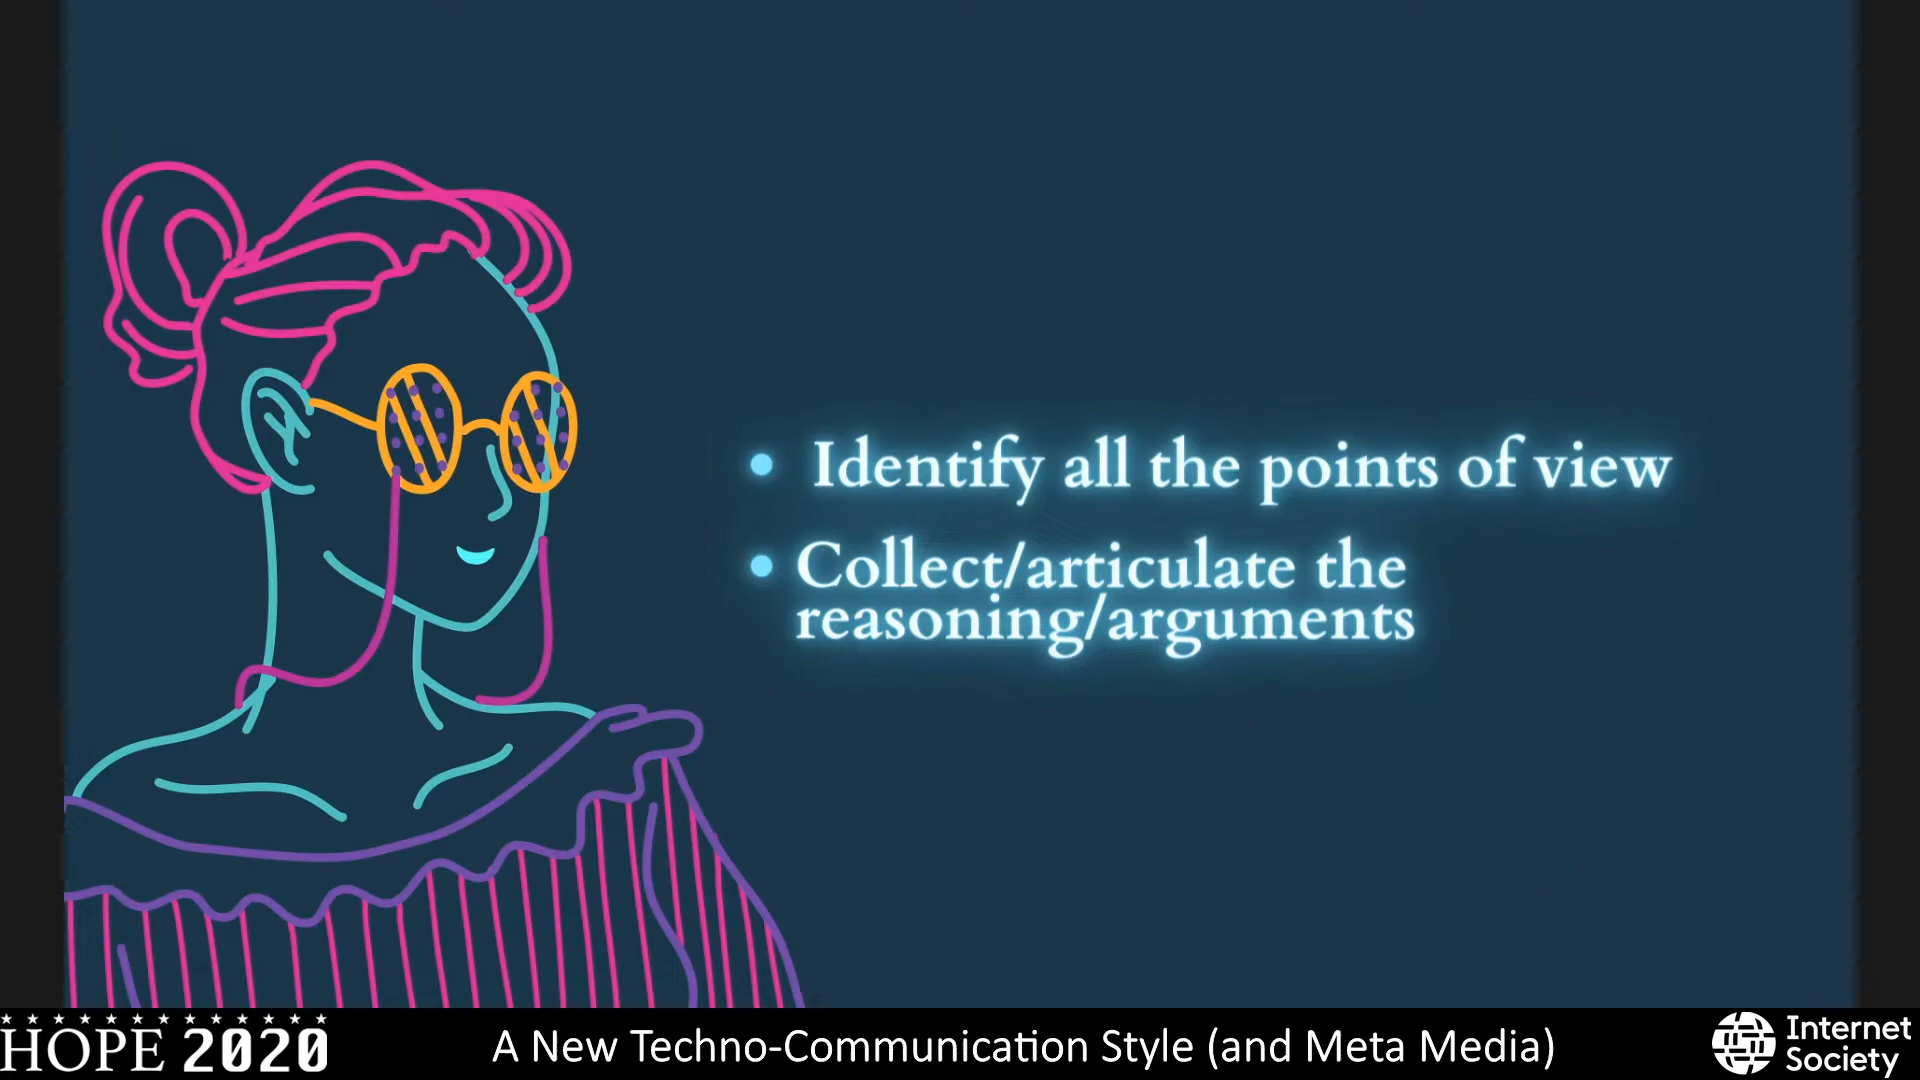 • Identify all the points of view
• Collect/articulate the
reasoning/arguments
HOPE 2020
A New Techno-Communication Style (and Meta Media)
Internet
Society